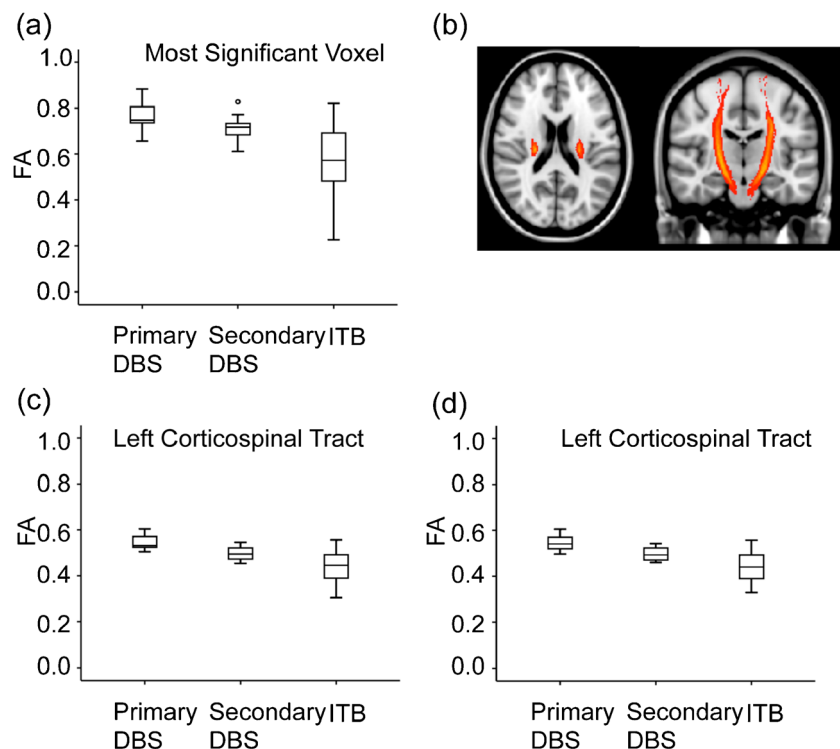 (a)
Most Significant Voxel
FA
1.0
0.8
0.6
0.4
0.2
0.0
Primary DBS
Secondary DBS
ITB
(b)
(c)
Left Corticospinal Tract
FA
1.0
0.8
0.6
0.4
0.2
0.0
Primary DBS
Secondary DBS
ITB
(d)
Left Corticospinal Tract
FA
1.0
0.8
0.6
0.4
0.2
0.0
Primary DBS
Secondary DBS
ITB